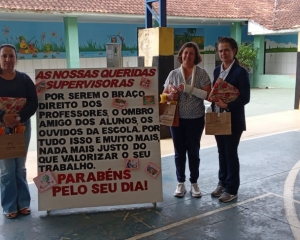 AS NOSSAS QUERIDAS
SUPERVISORAS
POR SEREM O BRAÇO
DIREITO DOS
PROFESSORES, O OMBRO
AMIGO DOS ALUNOS, OS
OUVIDOS DA ESCOLA. POR
TUDO ISSO E MUITO MAIS,
NADA MAIS JUSTO DO
QUE VALORIZAR O SEU
TRABALHO.
PARABÉNS
PELO SEU DIA!